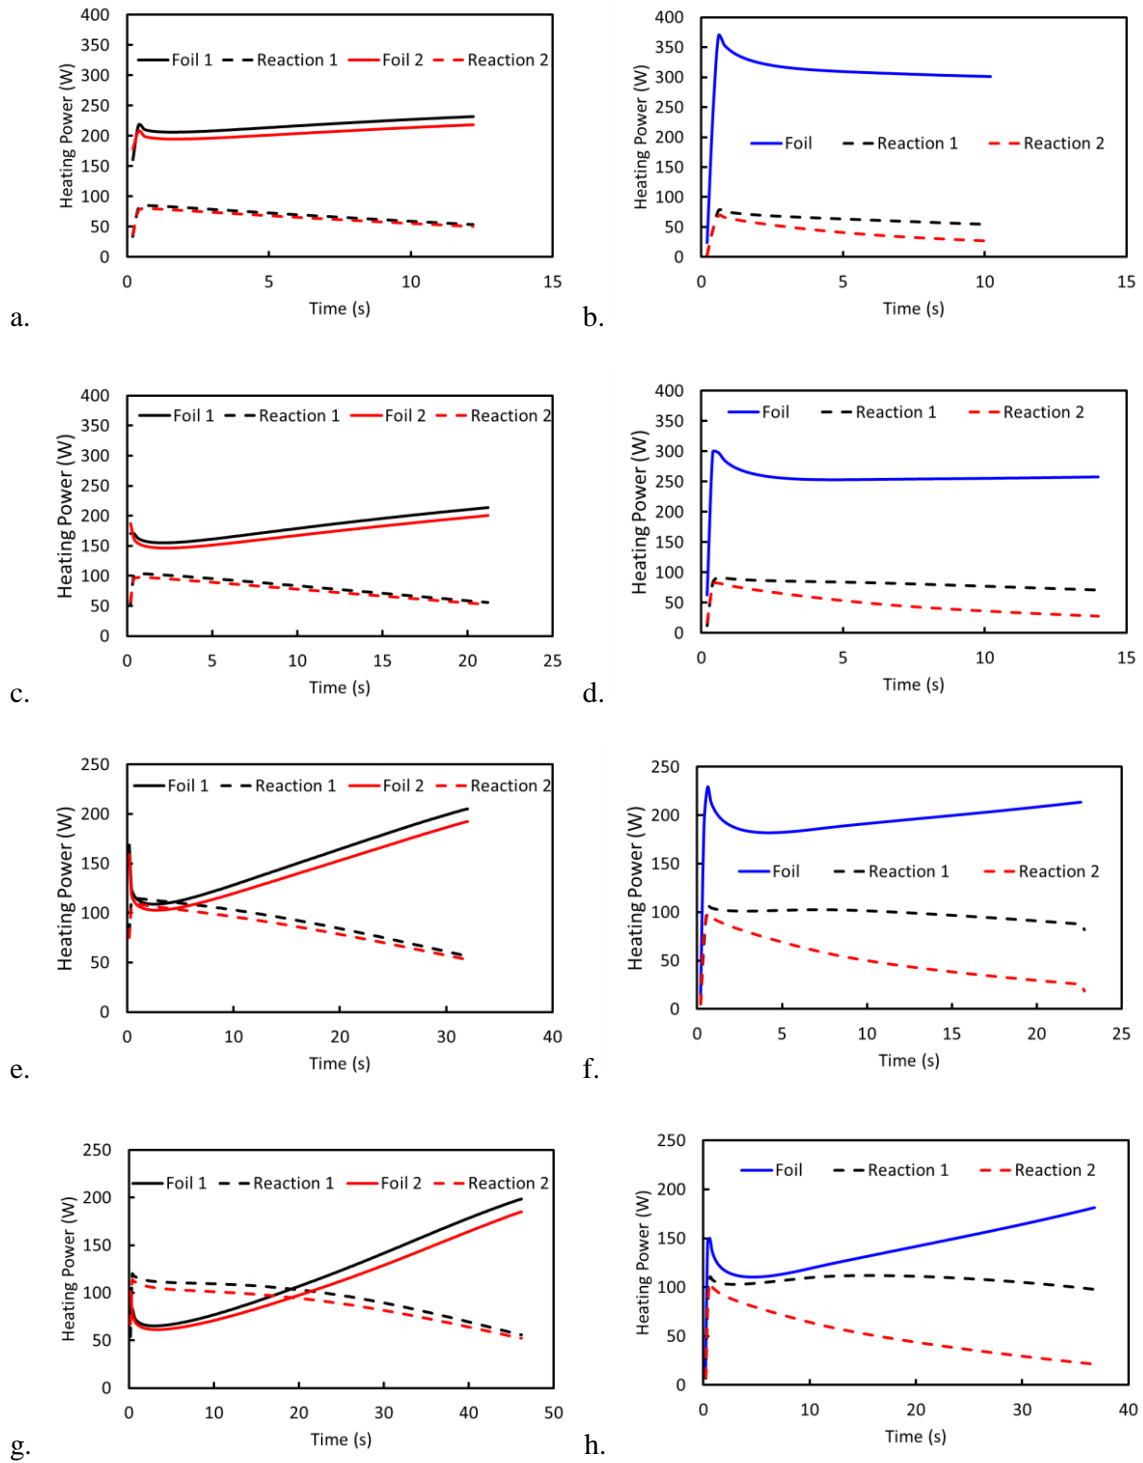 400
350
300
250
200
150
100
50
0
Heating Power (W)
Foil 1 Reaction 1 Foil 2 Reaction 2
0 5 10 15
Time (s)
a.
400
350
300
250
200
150
100
50
0
Heating Power (W)
Foil Reaction 1 Reaction 2
0 5 10 15
Time (s)
b.
400
350
300
250
200
150
100
50
0
Heating Power (W)
Foil 1 Reaction 1 Foil 2 Reaction 2
0 5 10 15 20 25
Time (s)
c.
400
350
300
250
200
150
100
50
0
Heating Power (W)
Foil Reaction 1 Reaction 2
0 5 10 15
Time (s)
d.
250
200
150
100
50
0
Heating Power (W)
Foil 1 Reaction 1 Foil 2 Reaction 2
0 10 20 30 40
Time (s)
e.
250
200
150
100
50
0
Heating Power (W)
Foil Reaction 1 Reaction 2
0 5 10 15 20 25
Time (s)
f.
250
200
150
100
50
0
Heating Power (W)
Foil 1 Reaction 1 Foil 2 Reaction 2
0 10 20 30 40 50
Time (s)
g.
250
200
150
100
50
0
Heating Power (W)
Foil Reaction 1 Reaction 2
0 10 20 30 40
Time (s)
h.